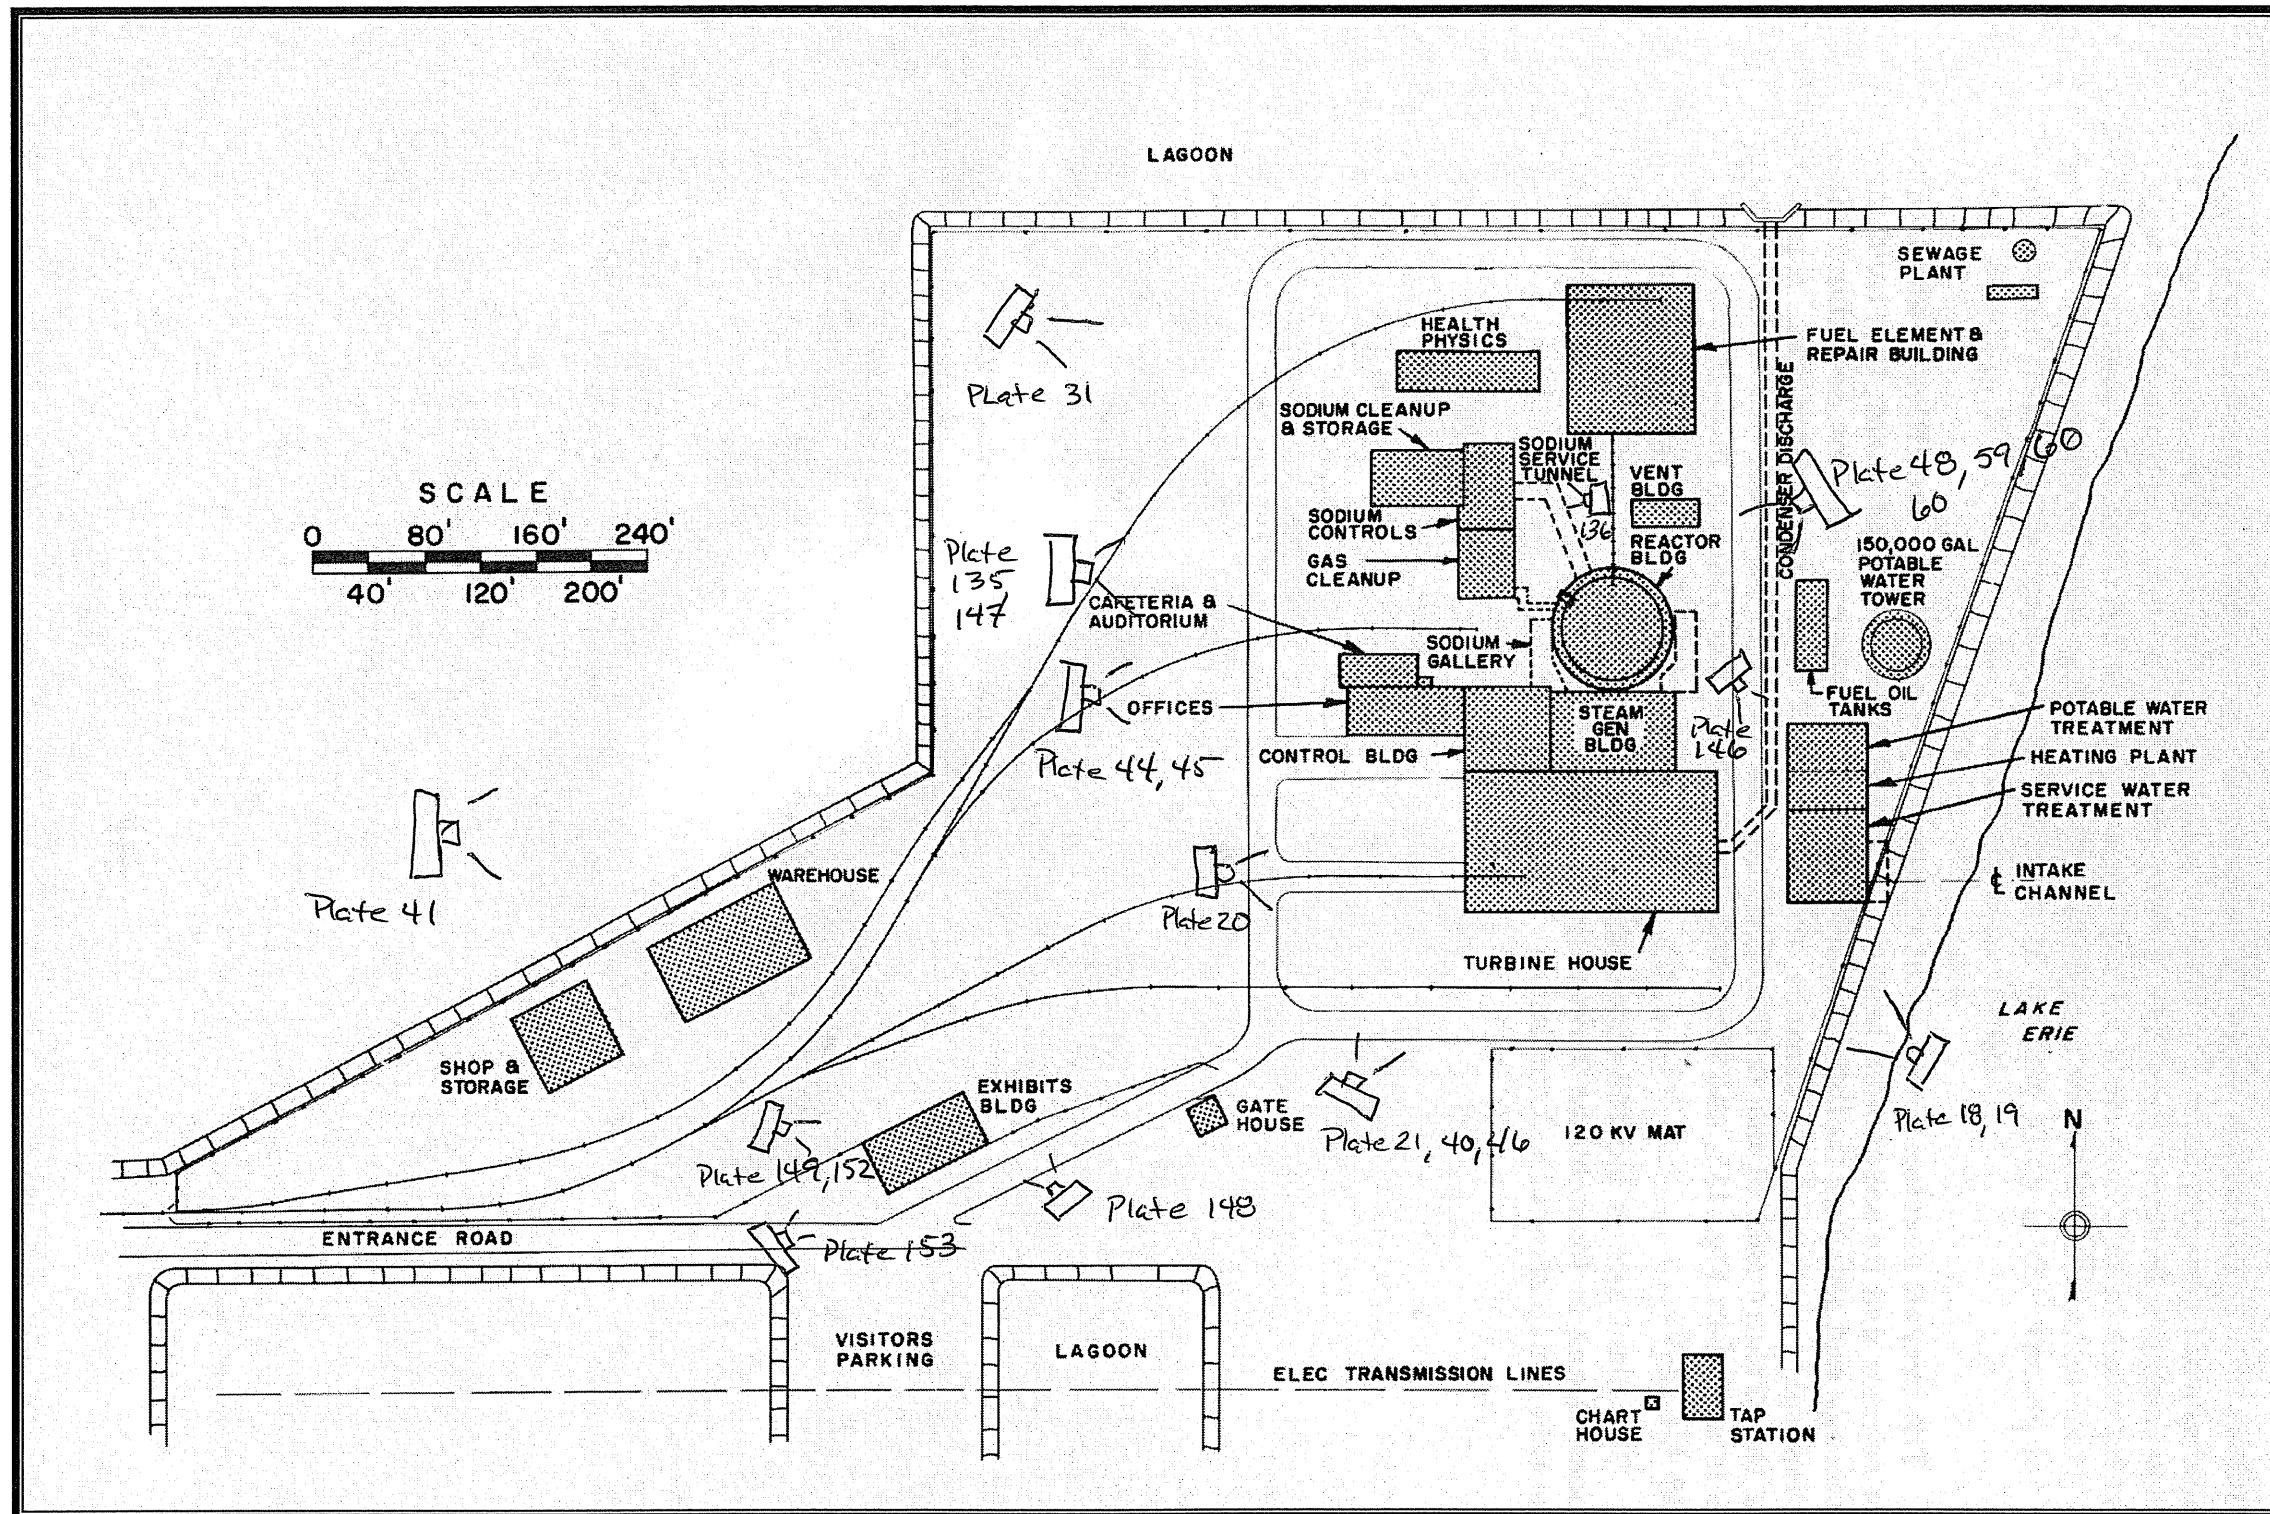 LAGOON
SEWAGE
PLANT
HEALTH
PHYSICS
FUEL ELEMENT &
REPAIR BUILDING
Plate 31
SODIUM CLEANUP
& STORAGE
SODIUM
SERVICE
TUNNEL
VENT
BLDG
CONDENSER DISCHARGE
Plate 48, 59, 60
60
SCALE
0 80' 160' 240'
40' 120' 200'
SODIUM
CONTROLS
136
REACTOR
BLDG
GAS
CLEANUP
150,000 GAL
POTABLE
WATER
TOWER
Plate
135
147
CAFETERIA &
AUDITORIUM
SODIUM
GALLERY
FUEL OIL
TANKS
OFFICES
STEAM
GEN
BLDG
Plate
146
POTABLE WATER
TREATMENT
Plate 44, 45
CONTROL BLDG
HEATING PLANT
SERVICE WATER
TREATMENT
WAREHOUSE
Plate 41
Plate 20
℄ INTAKE
CHANNEL
TURBINE HOUSE
LAKE
ERIE
SHOP &
STORAGE
EXHIBITS
BLDG
GATE
HOUSE
Plate 21, 40, 46
120 KV MAT
Plate 18, 19
N
Plate 149, 152
Plate 148
ENTRANCE ROAD
Plate 153
VISITORS
PARKING
LAGOON
ELEC TRANSMISSION LINES
CHART
HOUSE
TAP
STATION